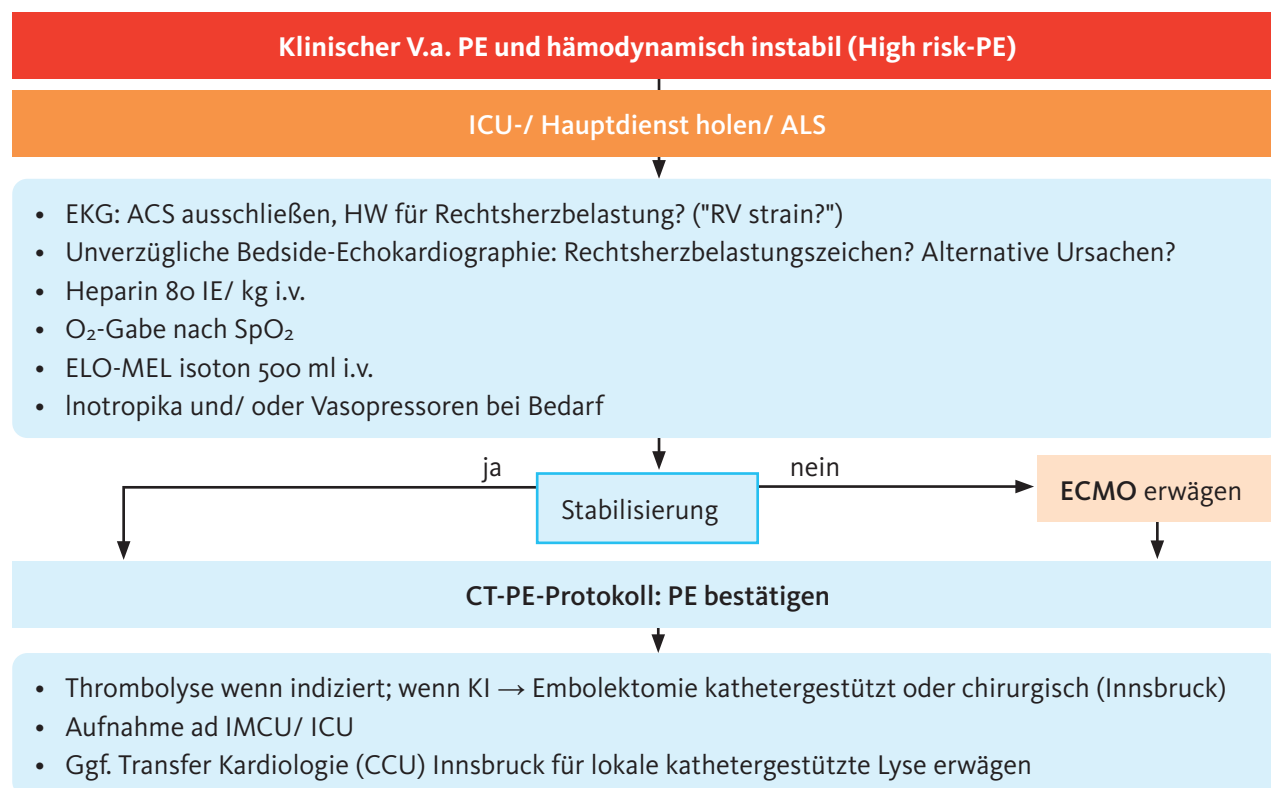 Klinischer V.a. PE und hämodynamisch instabil (High risk-PE)
ICU-/ Hauptdienst holen/ ALS
• EKG: ACS ausschließen, HW für Rechtsherzbelastung? ("RV strain?")
• Unverzügliche Bedside-Echokardiographie: Rechtsherzbelastungszeichen? Alternative Ursachen?
• Heparin 80 IE/ kg i.v.
• O₂-Gabe nach SpO₂
• ELO-MEL isoton 500 ml i.v.
• Inotropika und/ oder Vasopressoren bei Bedarf
ja
nein
Stabilisierung
ECMO erwägen
CT-PE-Protokoll: PE bestätigen
• Thrombolyse wenn indiziert; wenn KI → Embolektomie kathetergestützt oder chirurgisch (Innsbruck)
• Aufnahme ad IMCU/ ICU
• Ggf. Transfer Kardiologie (CCU) Innsbruck für lokale kathetergestützte Lyse erwägen